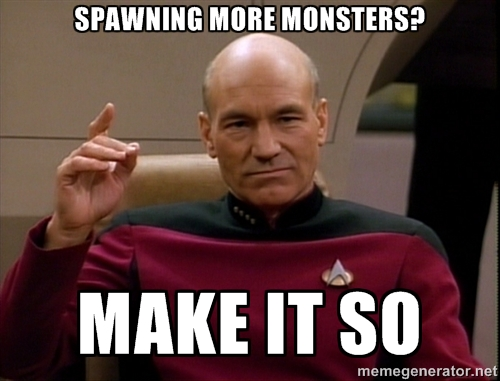 SPAWNING MORE MONSTERS?
MAKE IT SO
memegenerator.net